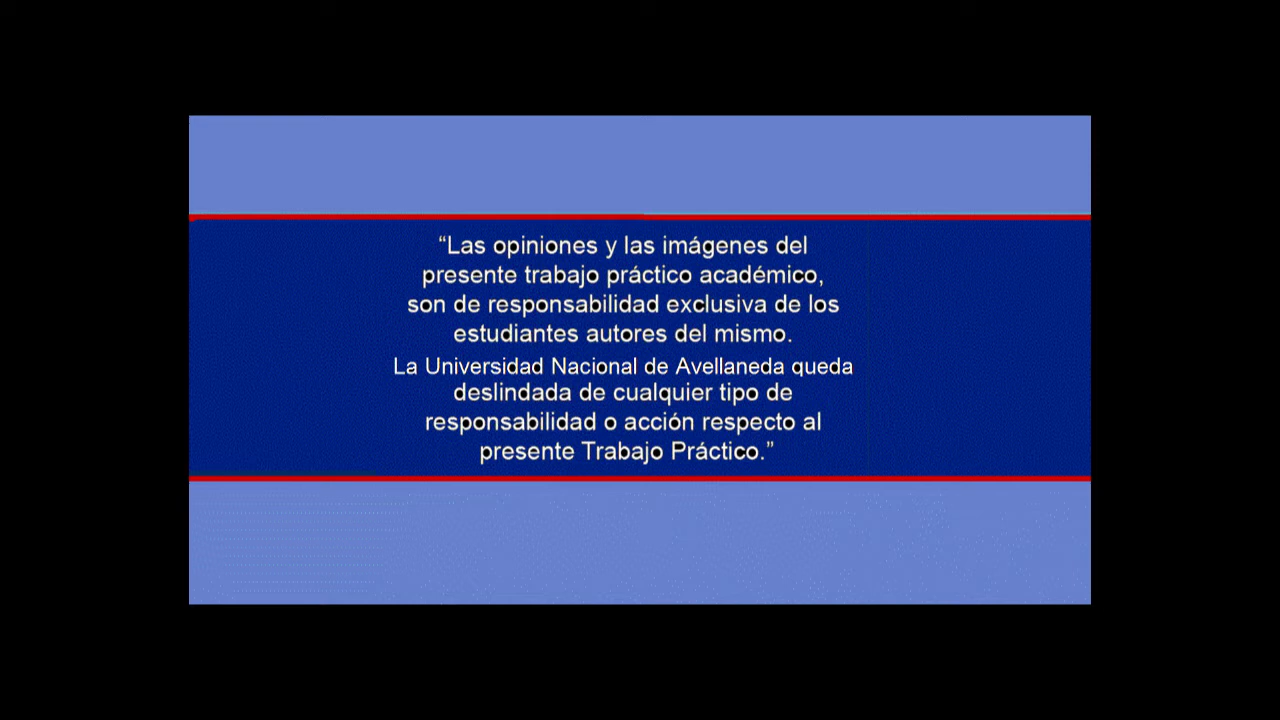 “Las opiniones y las imágenes del
presente trabajo práctico académico,
son de responsabilidad exclusiva de los
estudiantes autores del mismo.
La Universidad Nacional de Avellaneda queda
deslindada de cualquier tipo de
responsabilidad o acción respecto al
presente Trabajo Práctico.”